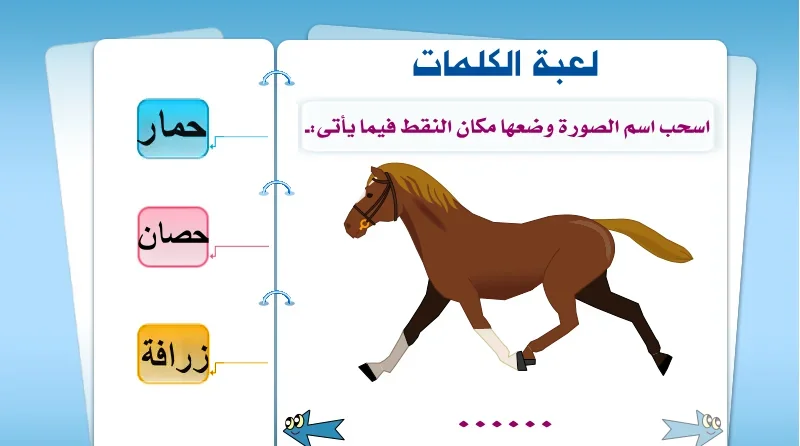 لعبة الكلمات
اسحب اسم الصورة وضعها مكان النقط فيما يأتى :ـ
حمار
حصان
زرافة